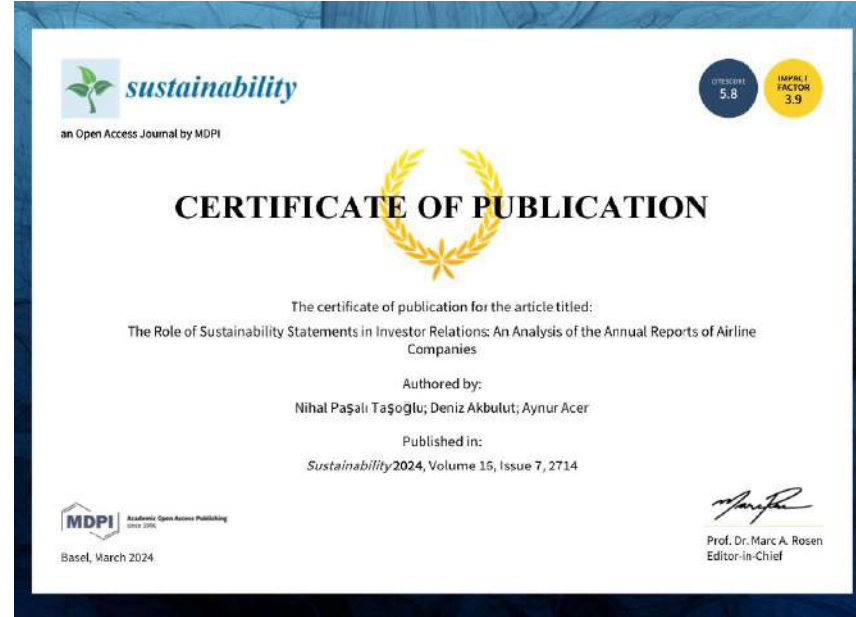 sustainability
an Open Access Journal by MDPI
CITESCORE
5.8
IMPACT
FACTOR
3.9
CERTIFICATE OF PUBLICATION
The certificate of publication for the article titled:
The Role of Sustainability Statements in Investor Relations: An Analysis of the Annual Reports of Airline
Companies
Authored by:
Nihal Paşalı Taşoğlu; Deniz Akbulut; Aynur Acer
Published in:
Sustainability 2024, Volume 16, Issue 7, 2714
MDPI
Academic Open Access Publishing
since 1996
Basel, March 2024
Prof. Dr. Marc A. Rosen
Editor-in-Chief